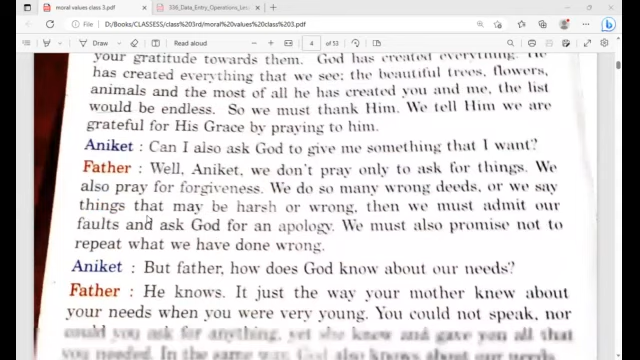 moral values class 3.pdf
336_Data_Entry_Operations_Les
File D:/Books/CLASSESS/class%203rd/moral%20values%20class%203.pdf
Draw Read aloud 4 of 53
your gratitude towards them. God has created everything. He
has created everything that we see: the beautiful trees, flowers,
animals and the most of all he has created you and me, the list
would be endless. So we must thank Him. We tell Him we are
grateful for His Grace by praying to him.
Aniket : Can I also ask God to give me something that I want?
Father : Well, Aniket, we don't pray only to ask for things. We
also pray for forgiveness. We do so many wrong deeds, or we say
things that may be harsh or wrong, then we must admit our
faults and ask God for an apology. We must also promise not to
repeat what we have done wrong.
Aniket : But father, how does God know about our needs?
Father : He knows. It just the way your mother knew about
your needs when you were very young. You could not speak, nor
could you ask for anything, yet she knew and gave you all that
you needed. In the same way, God also knows about our needs